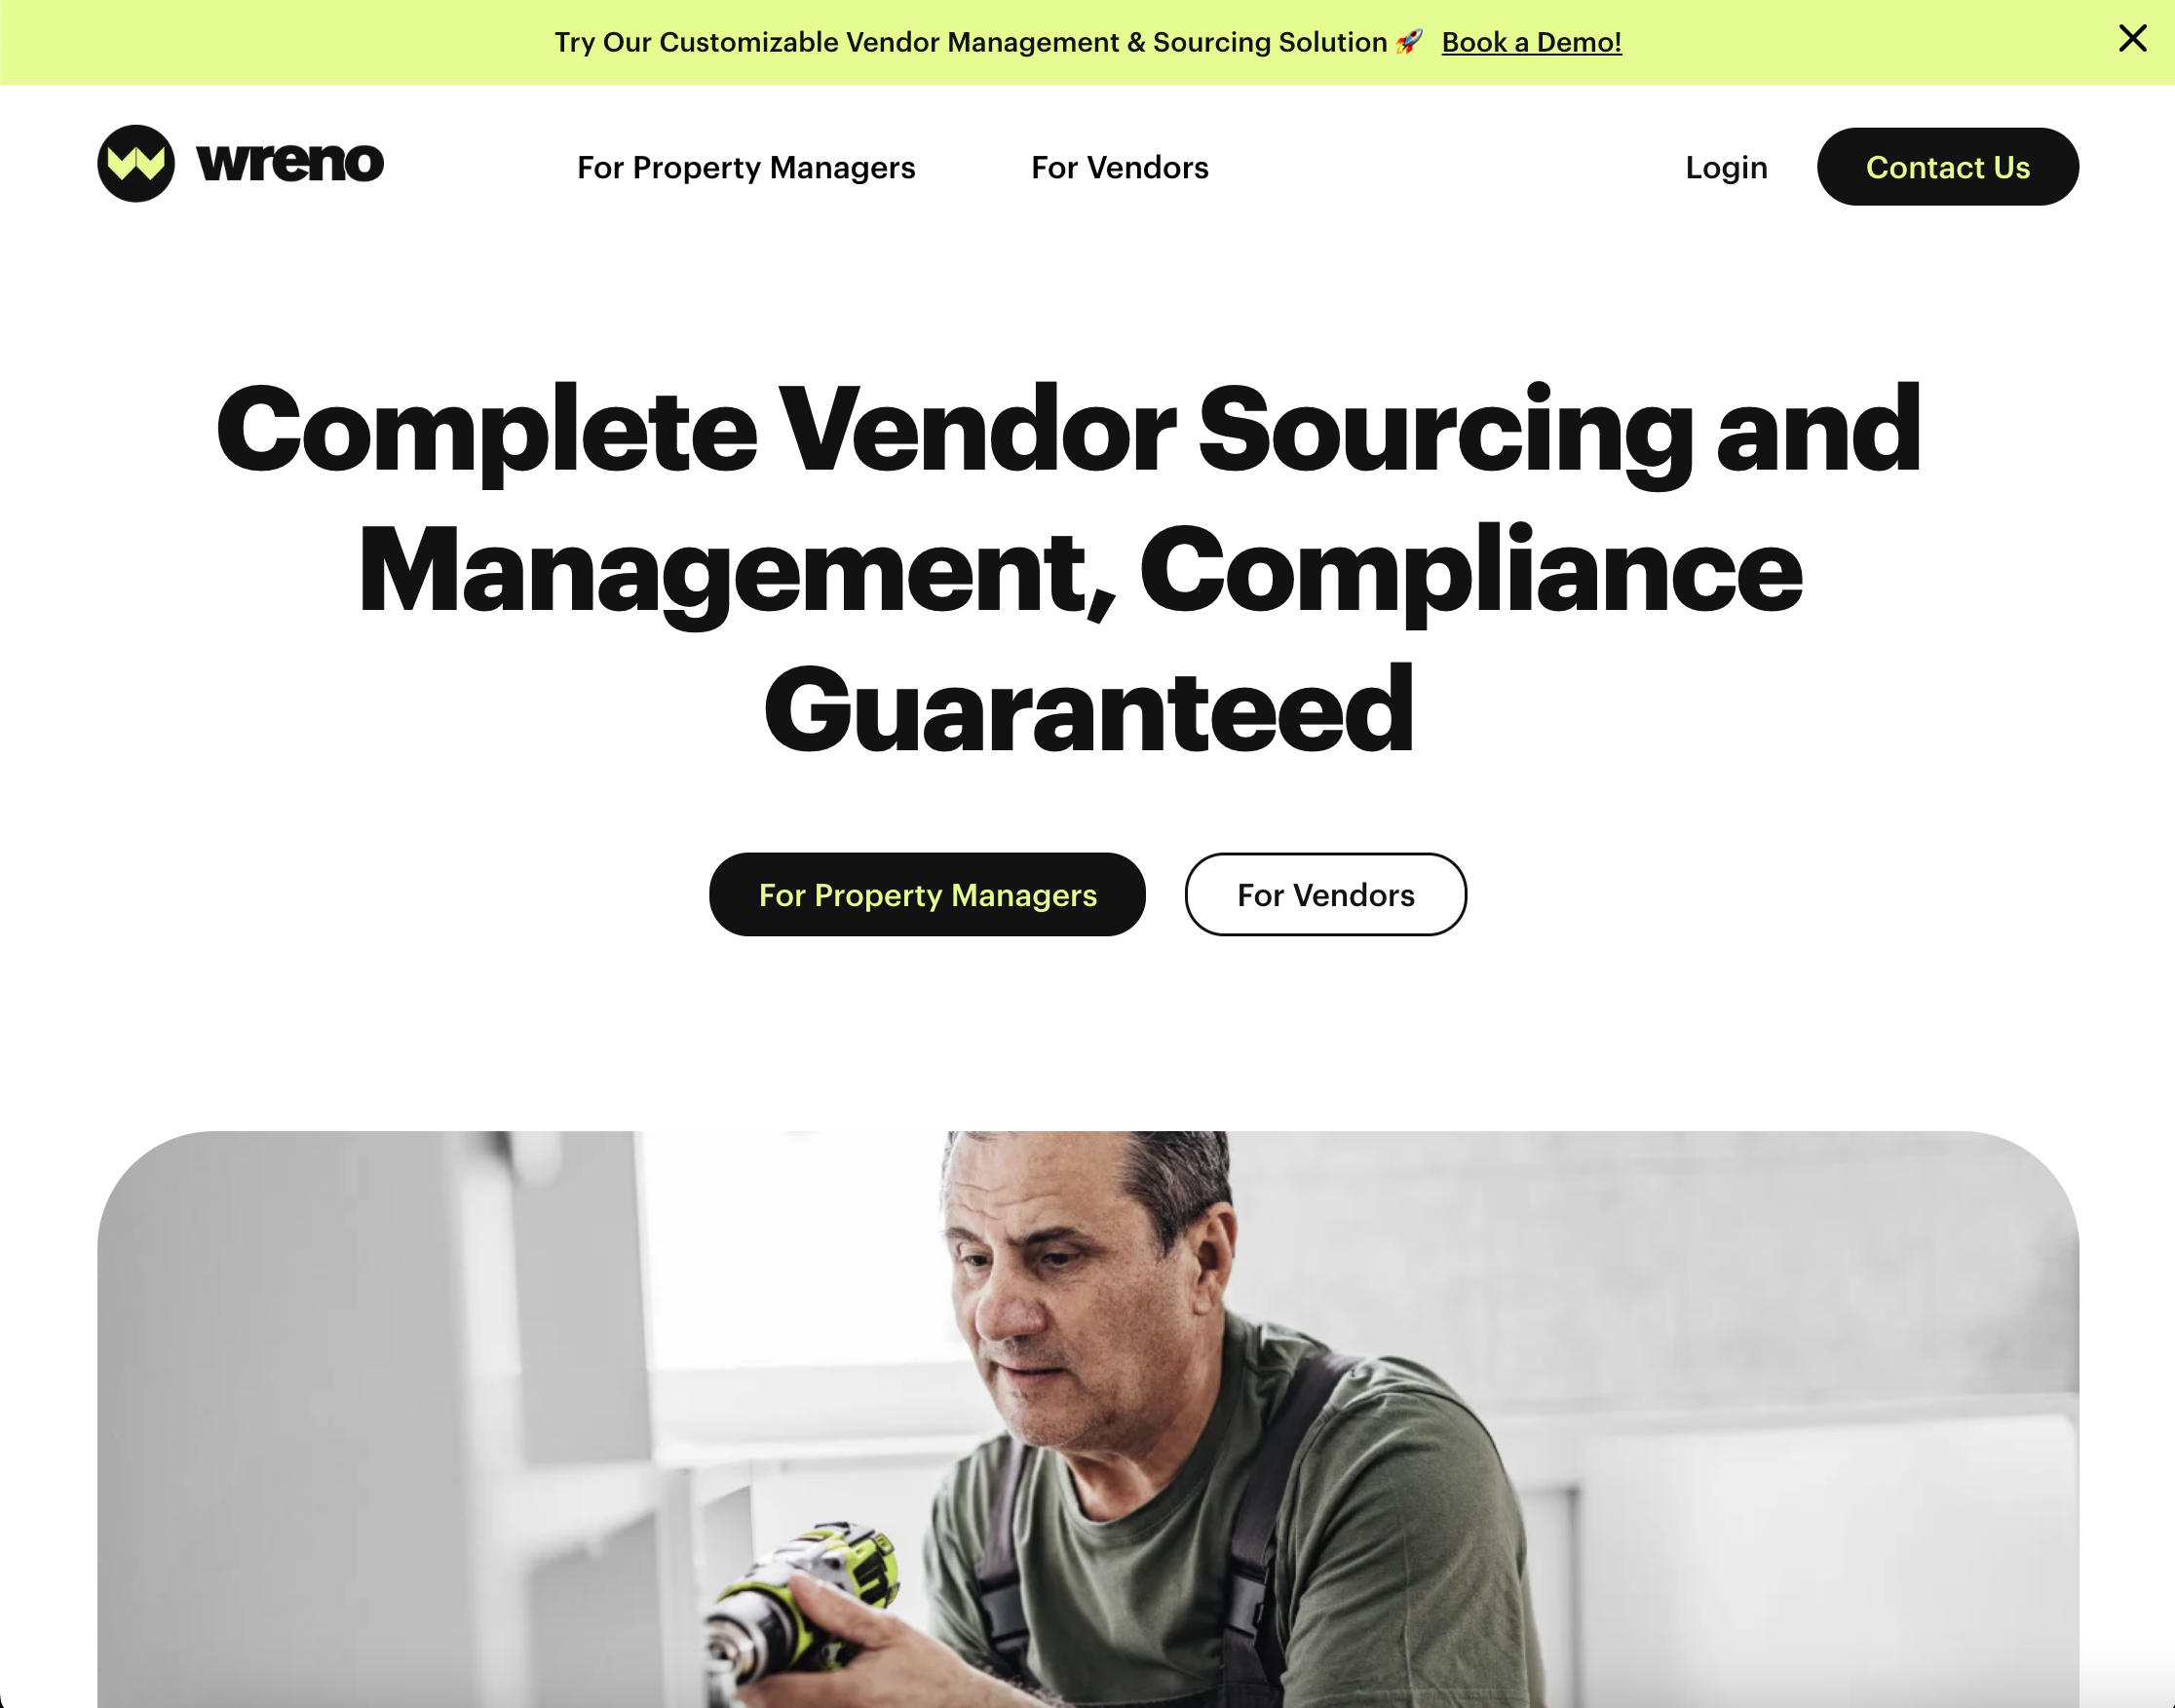 Try Our Customizable Vendor Management & Sourcing Solution 🚀 Book a Demo!
wreno
For Property Managers
For Vendors
Login
Contact Us
Complete Vendor Sourcing and
Management, Compliance
Guaranteed
For Property Managers
For Vendors